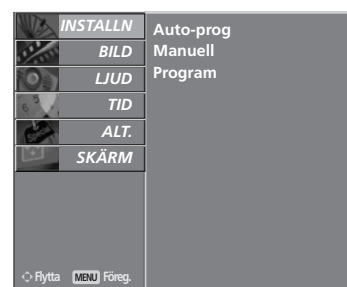 INSTALLN
BILD
LJUD
TID
ALT.
SKÄRM
Auto-prog
Manuell
Program
Flytta MENU Föreg.